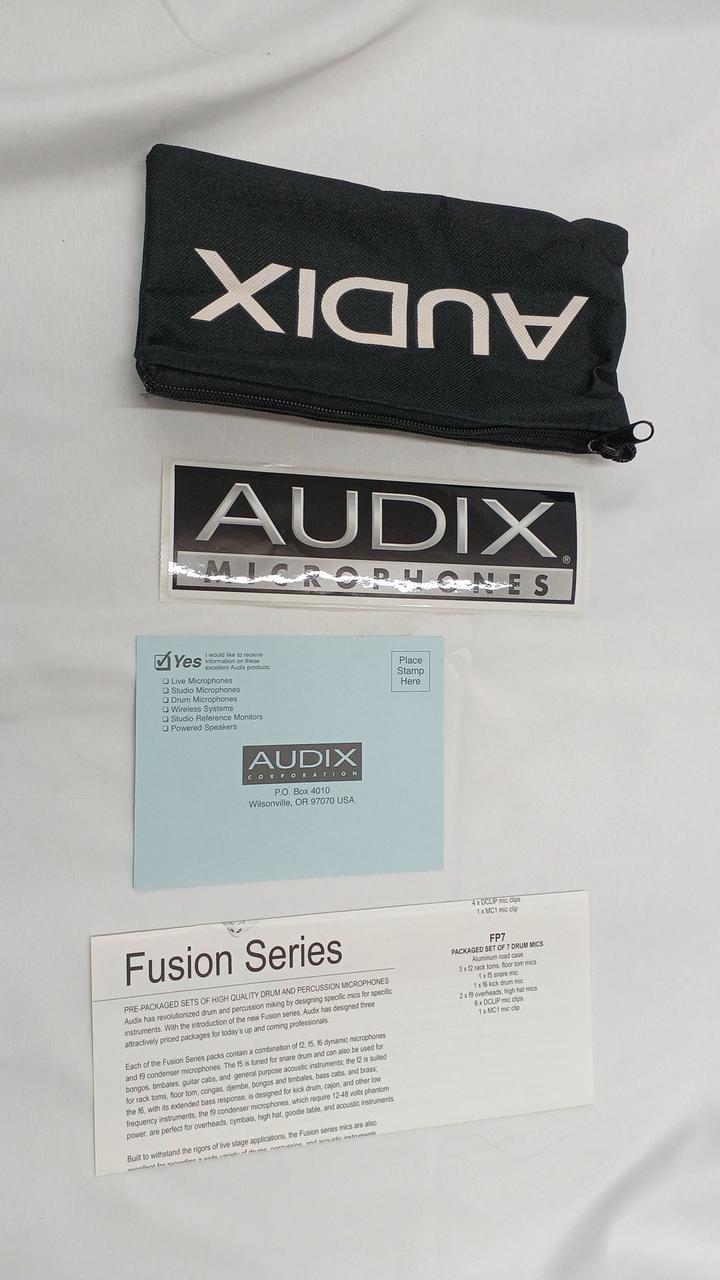 AUDIX
AUDIX®
MICROPHONES
Yes
I would like to receive
information on these
excellent Audix products:
Live Microphones
Studio Microphones
Drum Microphones
Wireless Systems
Studio Reference Monitors
Powered Speakers
Place
Stamp
Here
AUDIX
CORPORATION
P.O. Box 4010
Wilsonville, OR 97070 USA
Fusion Series
PRE-PACKAGED SETS OF HIGH QUALITY DRUM AND PERCUSSION MICROPHONES
Audix has revolutionized drum and percussion miking by designing specific mics for specific
instruments. With the introduction of the new Fusion series, Audix has designed three
attractively priced packages for today's up and coming professionals.
Each of the Fusion Series packs contain a combination of f2, f5, f6 dynamic microphones
and f9 condenser microphones. The f5 is tuned for snare drum and can also be used for
bongos, timbales, guitar cabs, and general purpose acoustic instruments; the f2 is suited
for rack toms, floor tom, congas, djembe, bongos and timbales, bass cabs, and brass;
the f6, with its extended bass response, is designed for kick drum, cajon, and other low
frequency instruments; the f9 condenser microphones, which require 12-48 volts phantom
power, are perfect for overheads, cymbals, high hat, goodie table, and acoustic instruments.
Built to withstand the rigors of live stage applications, the Fusion series mics are also
excellent for recording a wide variety of drums, percussion, and acoustic instruments
4 x DCLIP mic clips
1 x MC1 mic clip
FP7
PACKAGED SET OF 7 DRUM MICS
Aluminum road case
3 x f2 rack toms, floor tom mics
1 x f5 snare mic
1 x f6 kick drum mic
2 x f9 overheads, high hat mics
6 x DCLIP mic clips
1 x MC1 mic clip